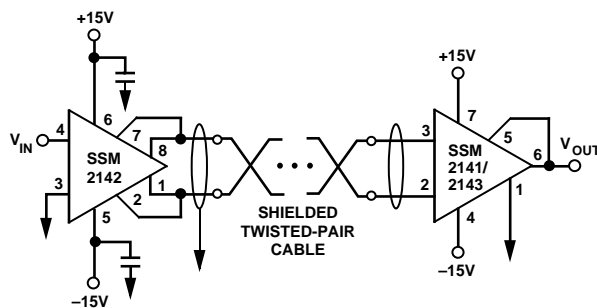 +15V
+15V
6
7
7
4
8
3
5
V_IN
SSM
2142
SSM
2141/
2143
V_OUT
6
3
1
2
1
2
5
4
SHIELDED
TWISTED-PAIR
CABLE
–15V
–15V